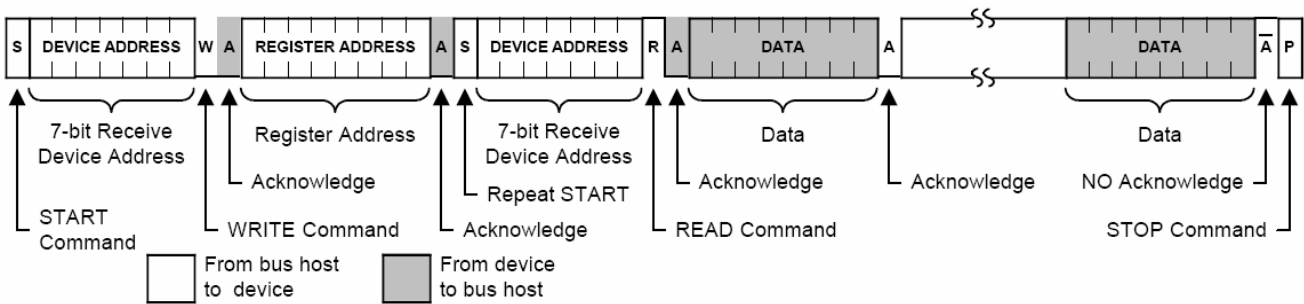 S DEVICE ADDRESS W A REGISTER ADDRESS A S DEVICE ADDRESS R A DATA A DATA A P
7-bit Receive
Device Address
Register Address
7-bit Receive
Device Address
Data
Data
Acknowledge
Repeat START
Acknowledge
Acknowledge
NO Acknowledge
START
Command
WRITE Command
Acknowledge
READ Command
STOP Command
From bus host
to device
From device
to bus host